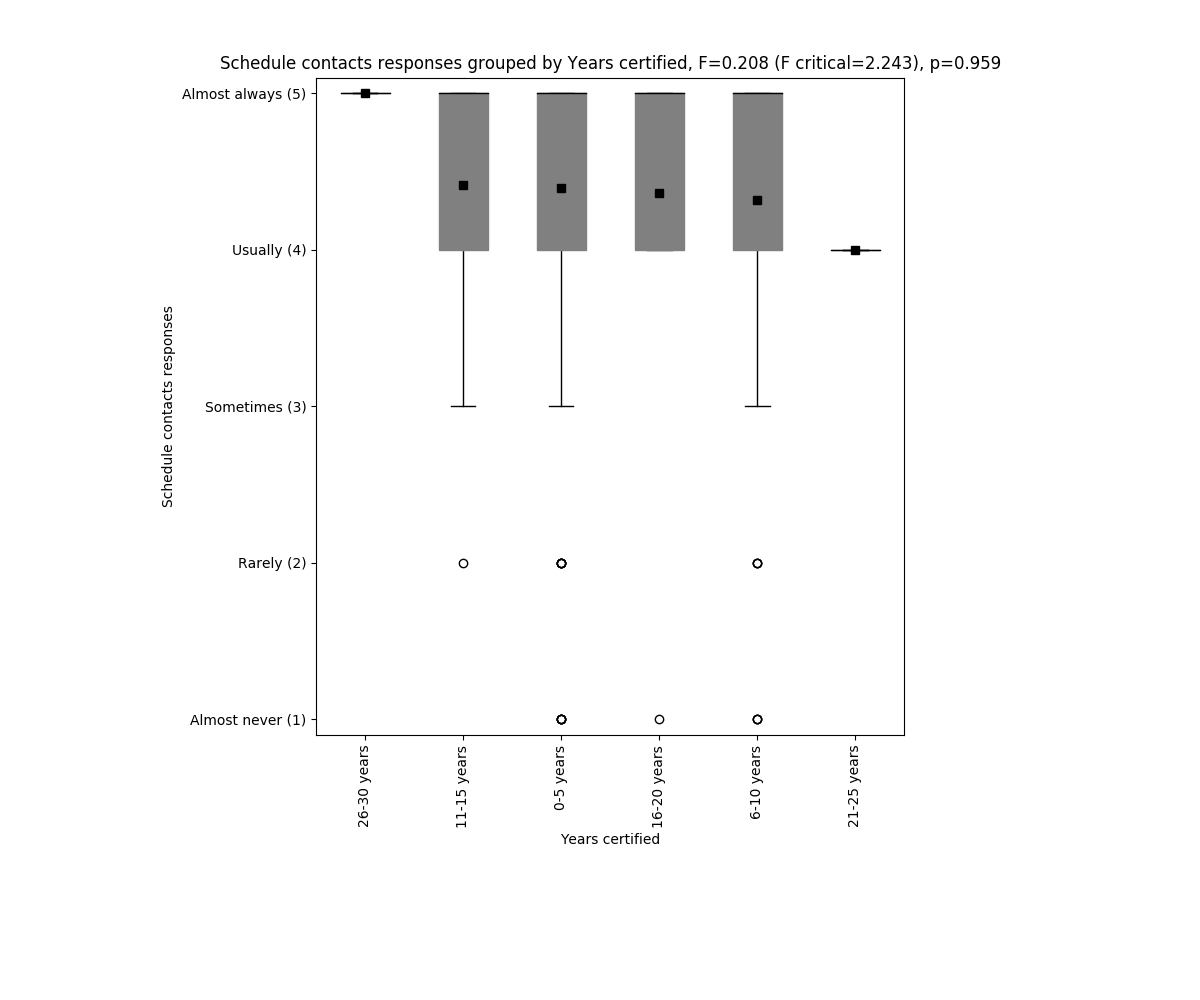 Schedule contacts responses grouped by Years certified, F=0.208 (F critical=2.243), p=0.959
Almost always (5)
Usually (4)
Sometimes (3)
Rarely (2)
Almost never (1)
Schedule contacts responses
26-30 years
11-15 years
0-5 years
16-20 years
6-10 years
21-25 years
Years certified